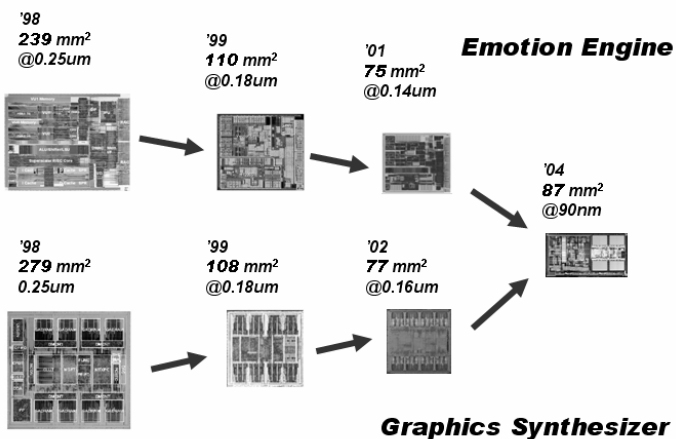 '98
239 mm²
@0.25um
'99
110 mm²
@0.18um
'01
75 mm²
@0.14um
Emotion Engine
'04
87 mm²
@90nm
'98
279 mm²
0.25um
'99
108 mm²
@0.18um
'02
77 mm²
@0.16um
Graphics Synthesizer